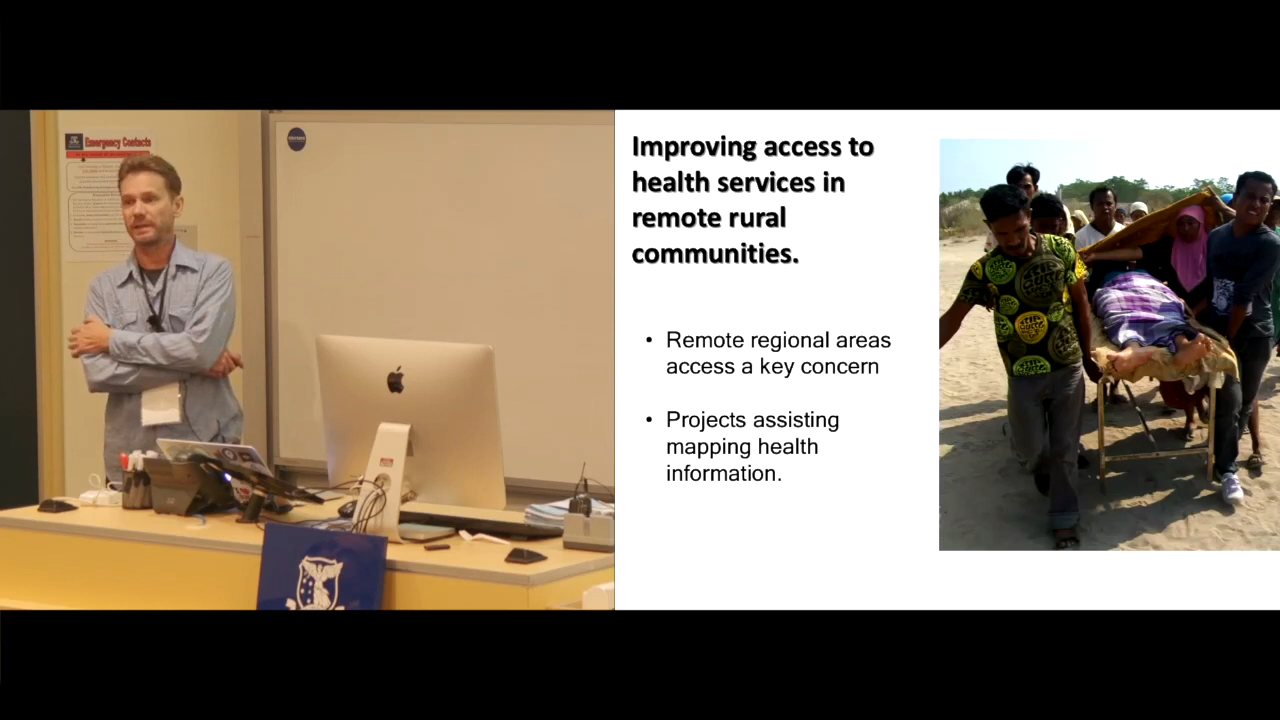 Emergency Contacts
Improving access to
health services in
remote rural
communities.
• Remote regional areas
access a key concern
• Projects assisting
mapping health
information.